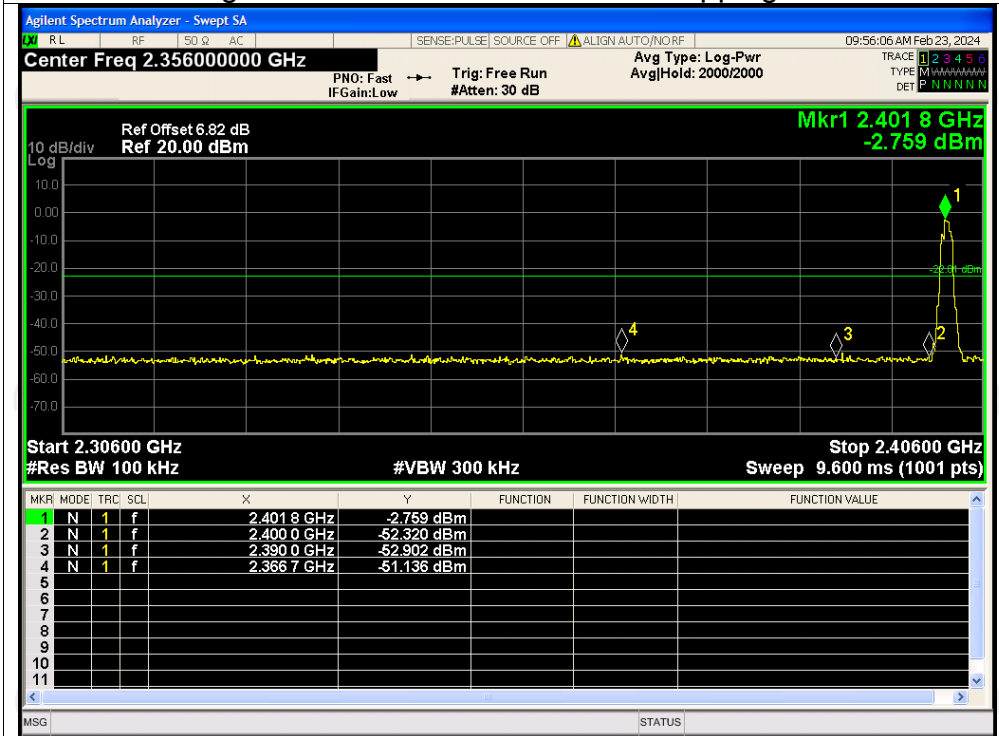 Agilent Spectrum Analyzer - Swept SA
LXI RL RF 50 Ω AC SENSE:PULSE SOURCE OFF ALIGN AUTO/NO RF 09:56:06 AM Feb 23, 2024
Center Freq 2.356000000 GHz
PNO: Fast
IFGain:Low
Trig: Free Run
#Atten: 30 dB
Avg Type: Log-Pwr
Avg|Hold: 2000/2000
TRACE 1 2 3 4 5 6
TYPE M W W W W W
DET P N N N N N
Mkr1 2.401 8 GHz
-2.759 dBm
Ref Offset 6.82 dB
10 dB/div Ref 20.00 dBm
Log
10.0
0.00
-10.0
-20.0
-30.0
-40.0
-50.0
-60.0
-70.0
1
-22.01 dBm
4
3
2
Start 2.30600 GHz
Stop 2.40600 GHz
#Res BW 100 kHz
#VBW 300 kHz
Sweep 9.600 ms (1001 pts)
MKR MODE TRC SCL X Y FUNCTION FUNCTION WIDTH FUNCTION VALUE
1 N 1 f 2.401 8 GHz -2.759 dBm
2 N 1 f 2.400 0 GHz -52.320 dBm
3 N 1 f 2.390 0 GHz -52.902 dBm
4 N 1 f 2.366 7 GHz -51.136 dBm
5
6
7
8
9
10
11
MSG STATUS